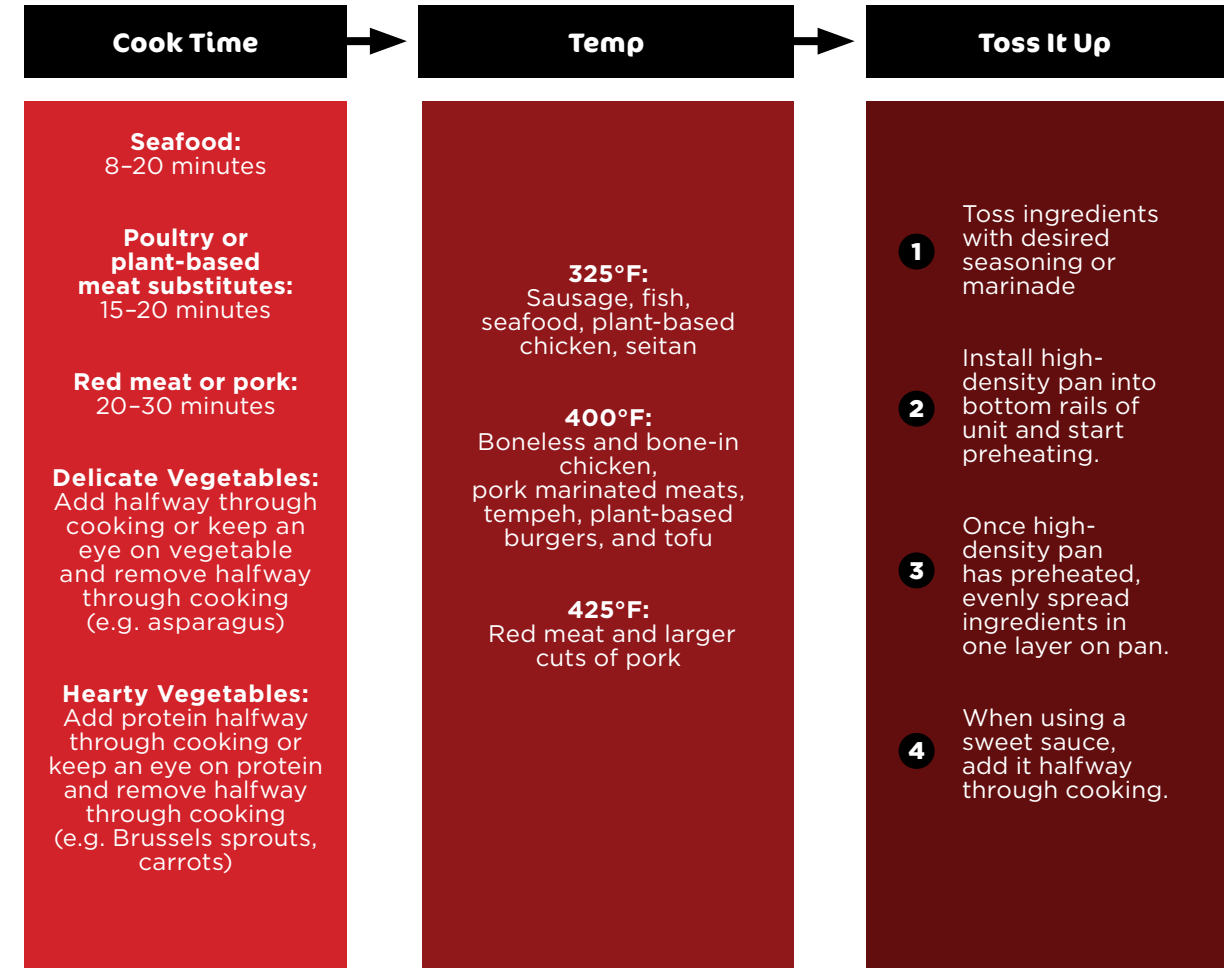 Cook Time
Temp
Toss It Up
Seafood:
8–20 minutes
Poultry or
plant-based
meat substitutes:
15–20 minutes
Red meat or pork:
20–30 minutes
Delicate Vegetables:
Add halfway through
cooking or keep an
eye on vegetable
and remove halfway
through cooking
(e.g. asparagus)
Hearty Vegetables:
Add protein halfway
through cooking or
keep an eye on protein
and remove halfway
through cooking
(e.g. Brussels sprouts,
carrots)
325°F:
Sausage, fish,
seafood, plant-based
chicken, seitan
400°F:
Boneless and bone-in
chicken,
pork marinated meats,
tempeh, plant-based
burgers, and tofu
425°F:
Red meat and larger
cuts of pork
1
Toss ingredients
with desired
seasoning or
marinade
2
Install high-
density pan into
bottom rails of
unit and start
preheating.
3
Once high-
density pan
has preheated,
evenly spread
ingredients in
one layer on pan.
4
When using a
sweet sauce,
add it halfway
through cooking.